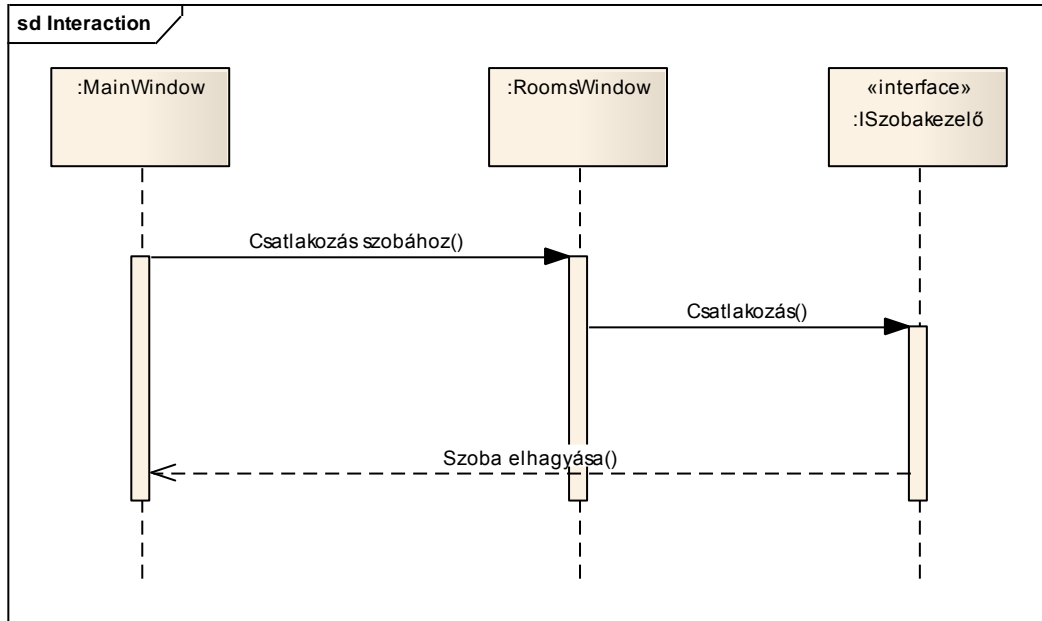 sd Interaction
:MainWindow
:RoomsWindow
«interface»
:ISzobakezelő
Csatlakozás szobához()
Csatlakozás()
Szoba elhagyása()